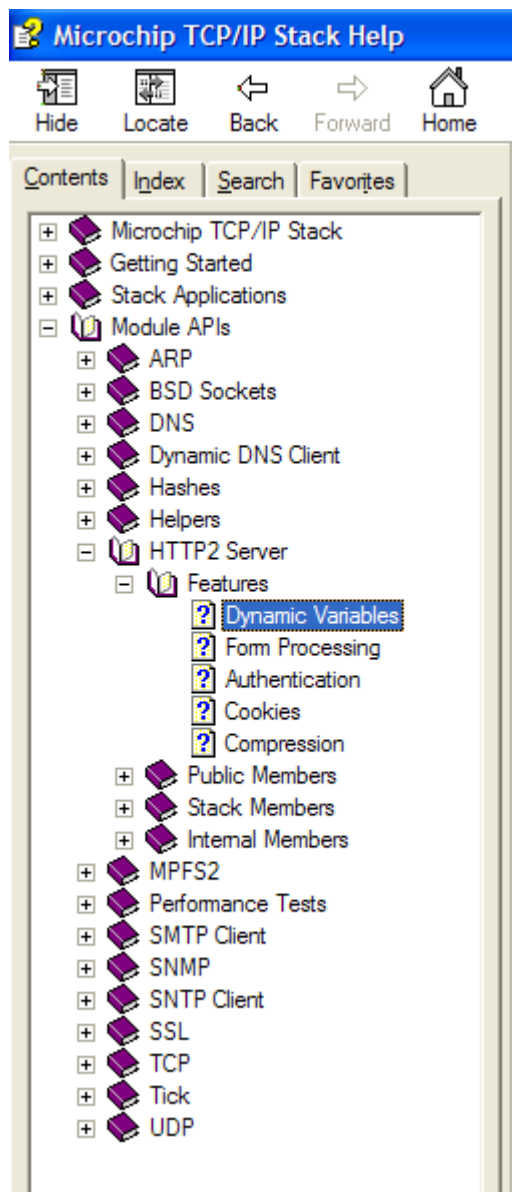 Microchip TCP/IP Stack Help
Hide Locate Back Forward Home
Contents Index Search Favorites
Microchip TCP/IP Stack
Getting Started
Stack Applications
Module APIs
ARP
BSD Sockets
DNS
Dynamic DNS Client
Hashes
Helpers
HTTP2 Server
Features
Dynamic Variables
Form Processing
Authentication
Cookies
Compression
Public Members
Stack Members
Internal Members
MPFS2
Performance Tests
SMTP Client
SNMP
SNTP Client
SSL
TCP
Tick
UDP